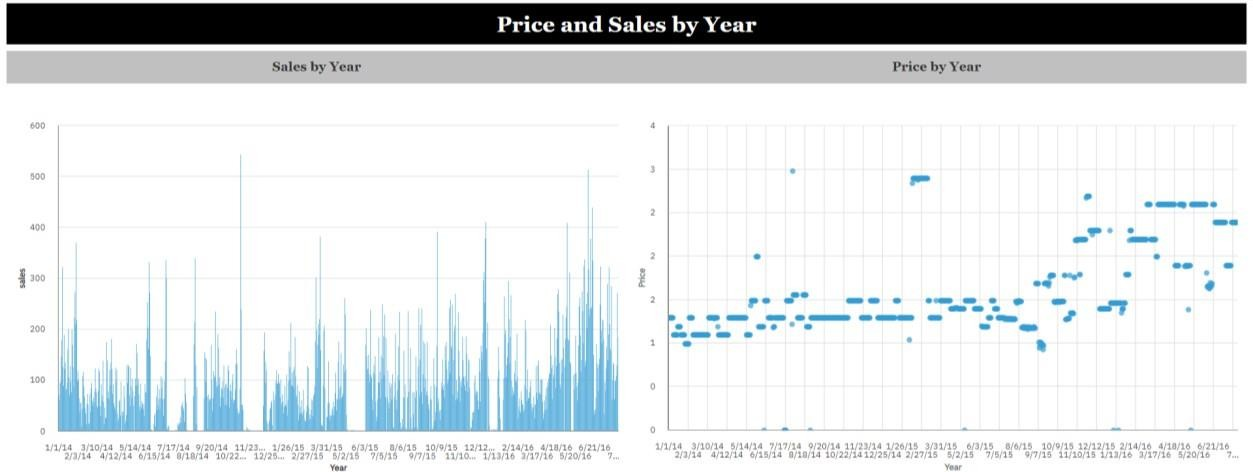 Price and Sales by Year
Sales by Year
Price by Year
600
500
400
300
200
100
0
sales
1/1/14 3/10/14 5/14/14 7/17/14 9/20/14 11/23... 1/26/15 3/31/15 6/3/15 8/6/15 10/9/15 12/12... 2/14/16 4/18/16 6/21/16
2/3/14 4/12/14 6/15/14 8/18/14 10/22... 12/25... 2/27/15 5/2/15 7/5/15 9/7/15 11/10... 1/13/16 3/17/16 5/20/16 7...
Year
4
3
2
2
2
1
0
0
Price
1/1/14 3/10/14 5/14/14 7/17/14 9/20/14 11/23/14 1/26/15 3/31/15 6/3/15 8/6/15 10/9/15 12/12/15 2/14/16 4/18/16 6/21/16
2/3/14 4/12/14 6/15/14 8/18/14 10/22/14 12/25/14 2/27/15 5/2/15 7/5/15 9/7/15 11/10/15 1/13/16 3/17/16 5/20/16 7...
Year